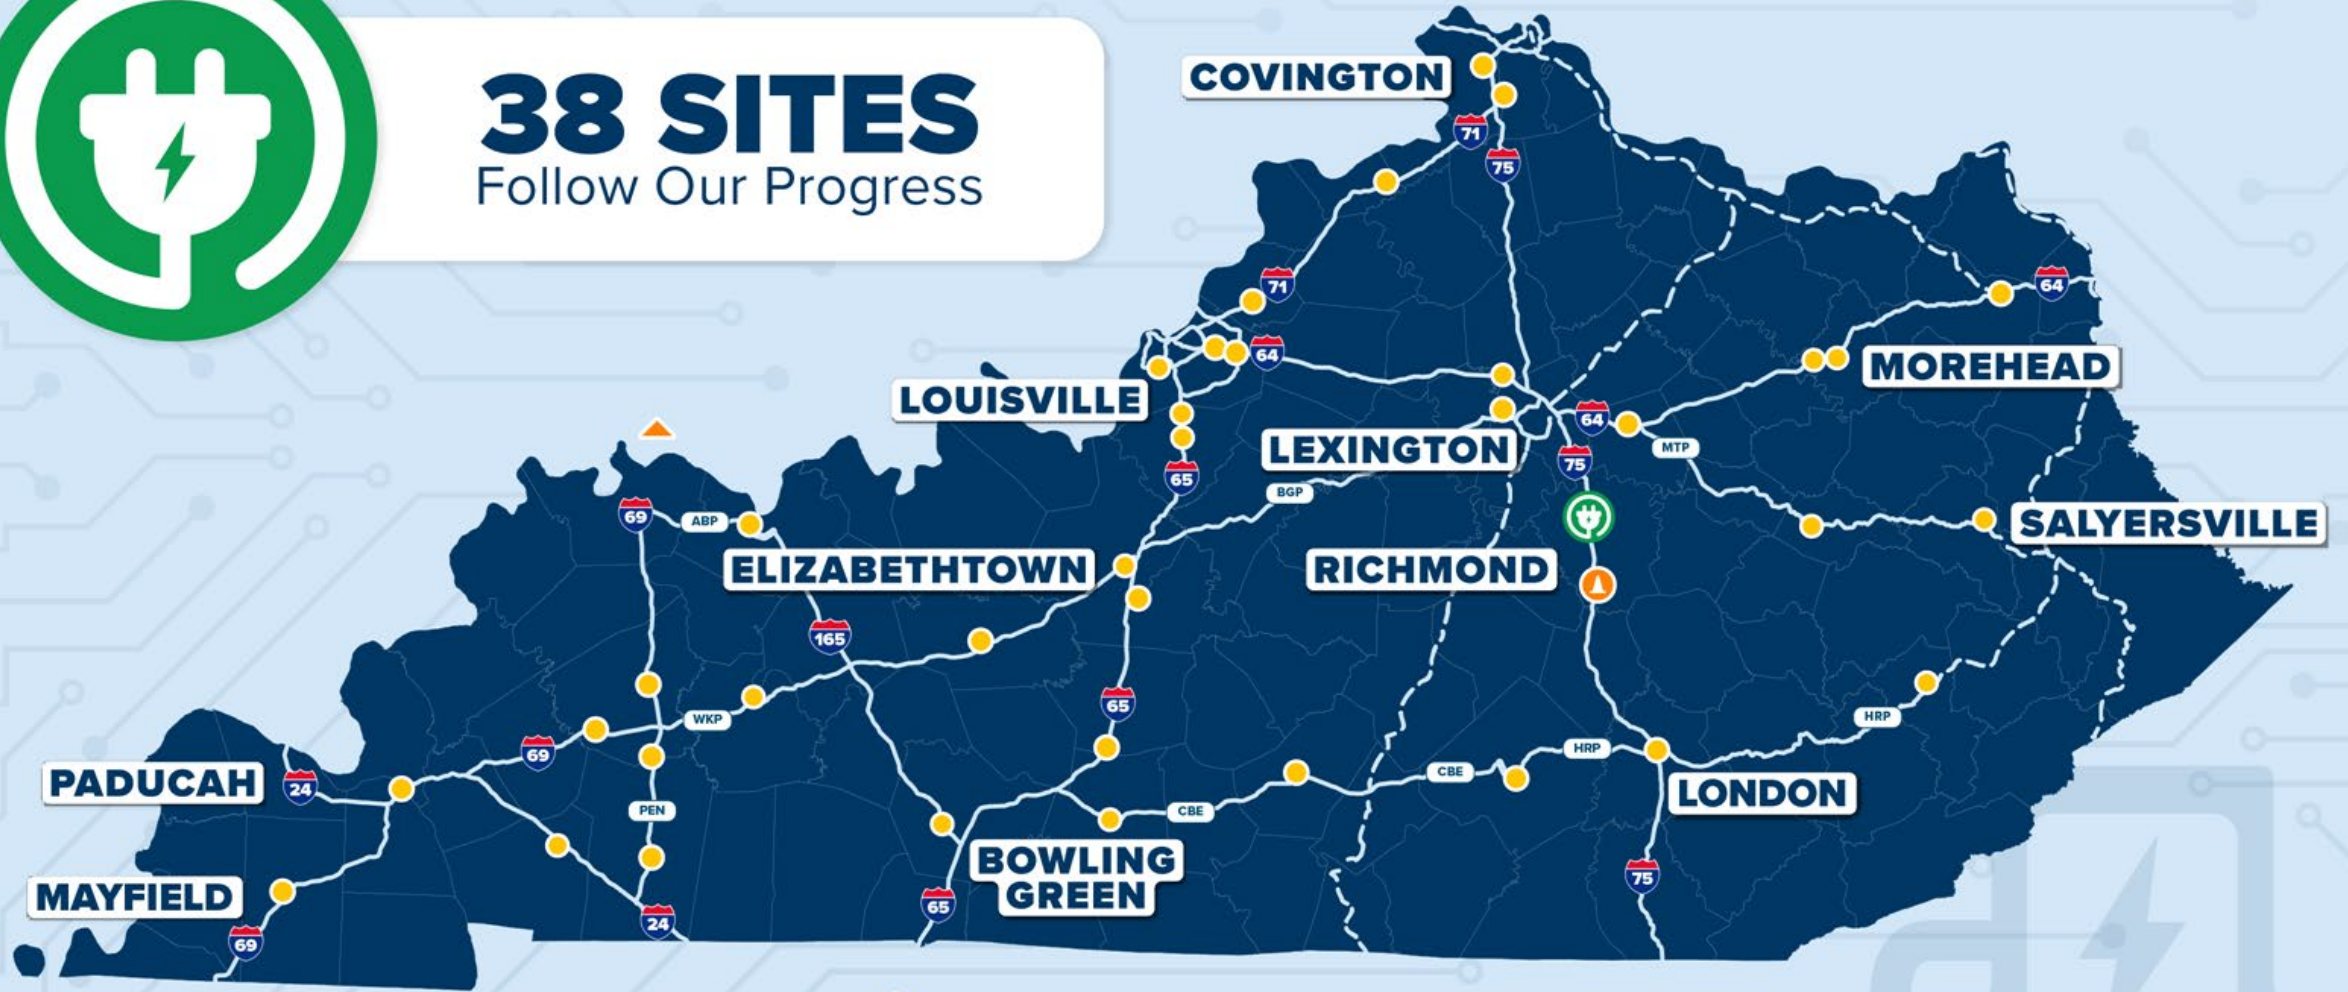 38 SITES
Follow Our Progress
COVINGTON
71
75
71
64
64
LOUISVILLE
MOREHEAD
64
MTP
LEXINGTON
75
65
BGP
69
ABP
SALYERSVILLE
ELIZABETHTOWN
RICHMOND
165
65
WKP
HRP
69
HRP
CBE
PADUCAH
24
LONDON
PEN
CBE
BOWLING
GREEN
75
MAYFIELD
65
24
69